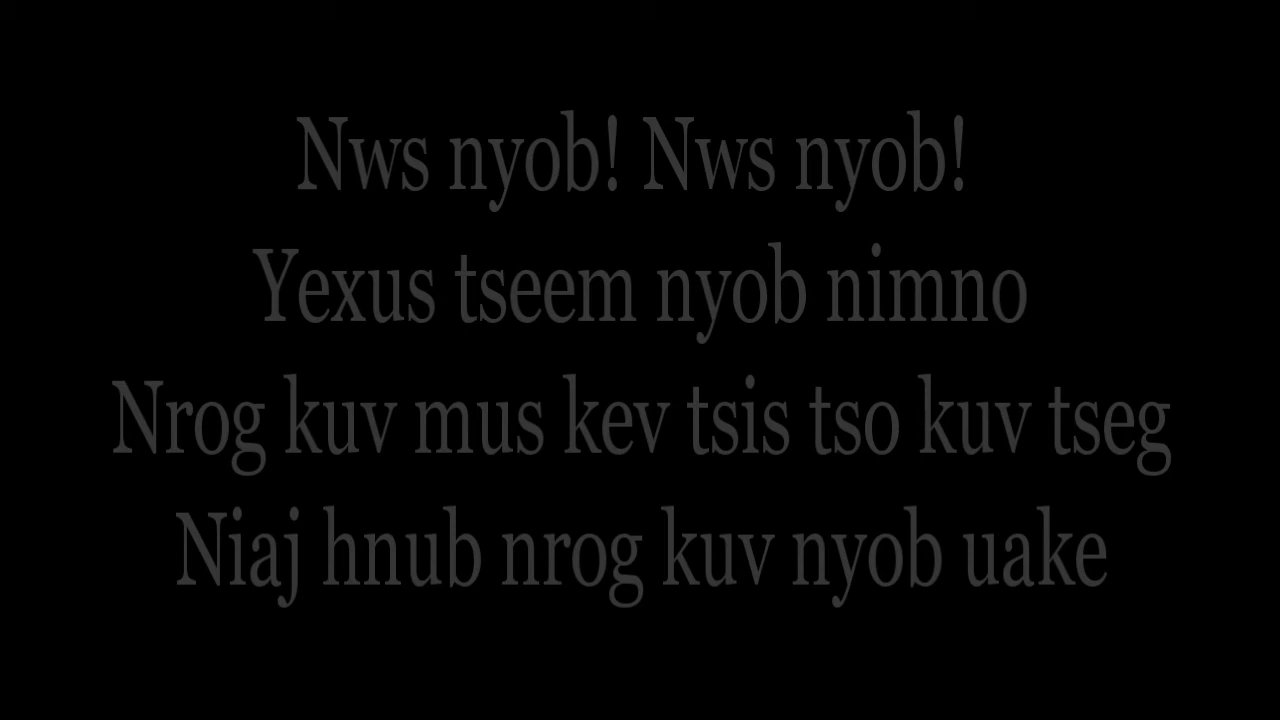 Nws nyob! Nws nyob!
Yexus tseem nyob nimno
Nrog kuv mus kev tsis tso kuv tseg
Niaj hnub nrog kuv nyob uake